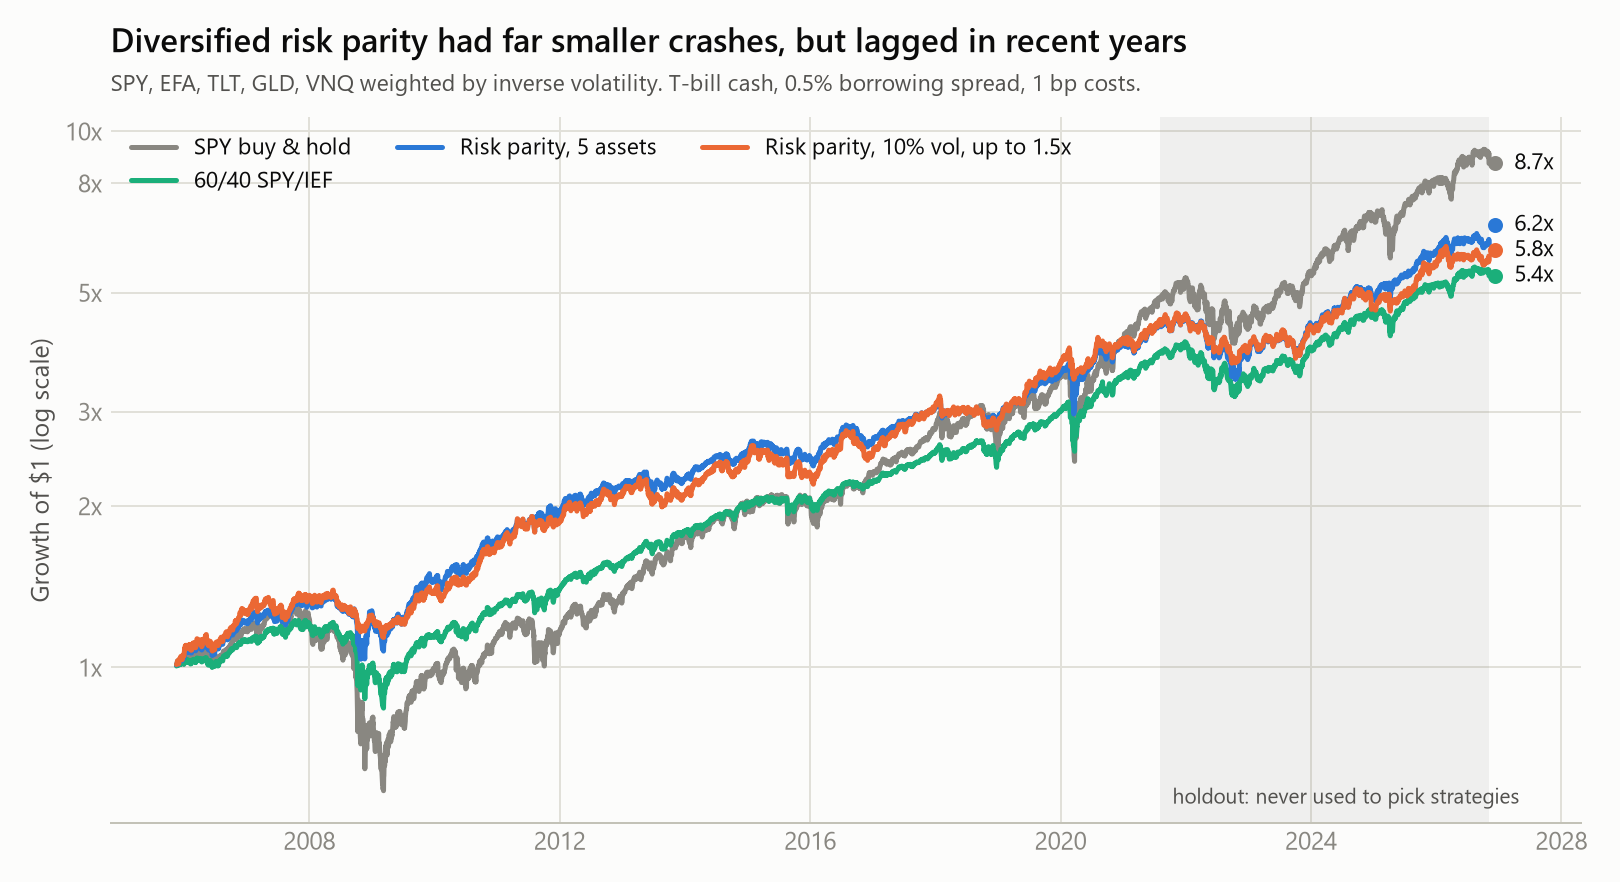 Diversified risk parity had far smaller crashes, but lagged in recent years
SPY, EFA, TLT, GLD, VNQ weighted by inverse volatility. T-bill cash, 0.5% borrowing spread, 1 bp costs.
SPY buy & hold
Risk parity, 5 assets
Risk parity, 10% vol, up to 1.5x
60/40 SPY/IEF
Growth of $1 (log scale)
10x
8x
5x
3x
2x
1x
8.7x
6.2x
5.8x
5.4x
holdout: never used to pick strategies
2008
2012
2016
2020
2024
2028